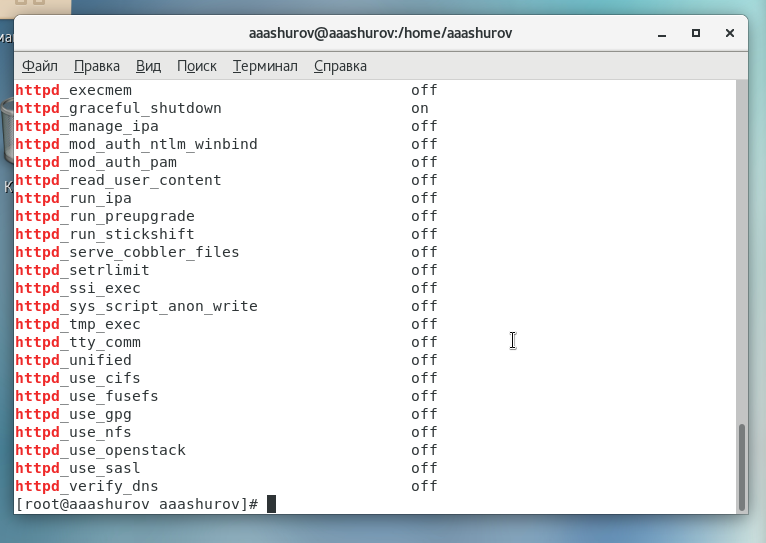 aaashurov@aaashurov:/home/aaashurov
Файл Правка Вид Поиск Терминал Справка
httpd_execmem off
httpd_graceful_shutdown on
httpd_manage_ipa off
httpd_mod_auth_ntlm_winbind off
httpd_mod_auth_pam off
httpd_read_user_content off
httpd_run_ipa off
httpd_run_preupgrade off
httpd_run_stickshift off
httpd_serve_cobbler_files off
httpd_setrlimit off
httpd_ssi_exec off
httpd_sys_script_anon_write off
httpd_tmp_exec off
httpd_tty_comm off
httpd_unified off
httpd_use_cifs off
httpd_use_fusefs off
httpd_use_gpg off
httpd_use_nfs off
httpd_use_openstack off
httpd_use_sasl off
httpd_verify_dns off
[root@aaashurov aaashurov]#